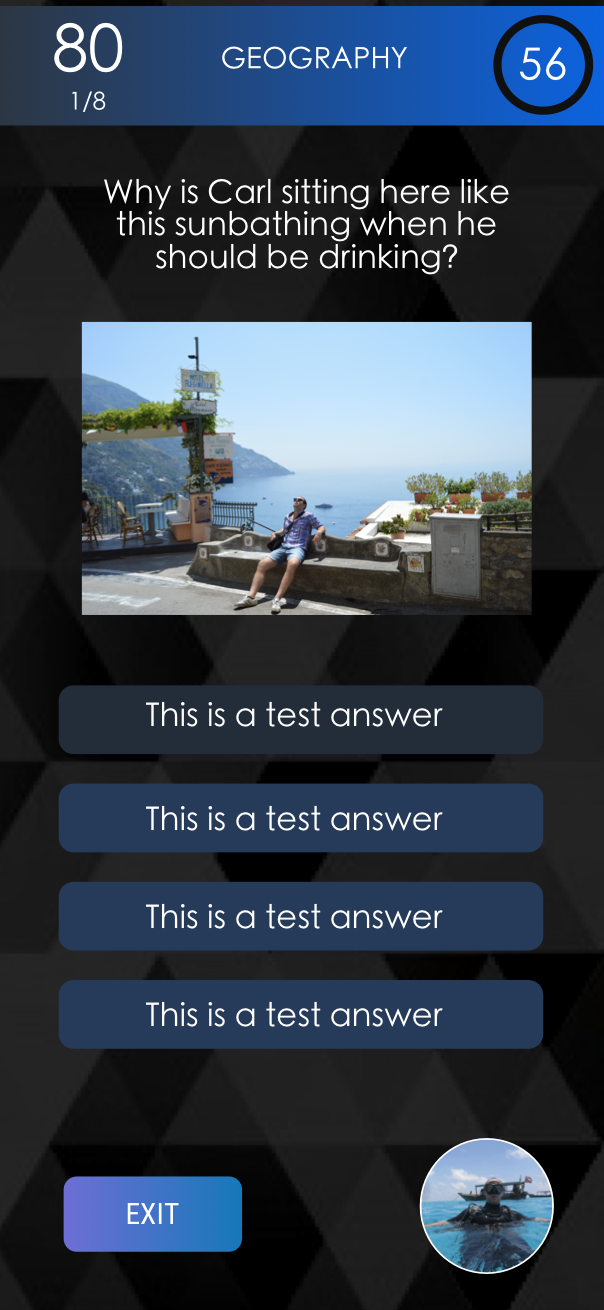 80
GEOGRAPHY
56
1/8
Why is Carl sitting here like
this sunbathing when he
should be drinking?
This is a test answer
This is a test answer
This is a test answer
This is a test answer
EXIT